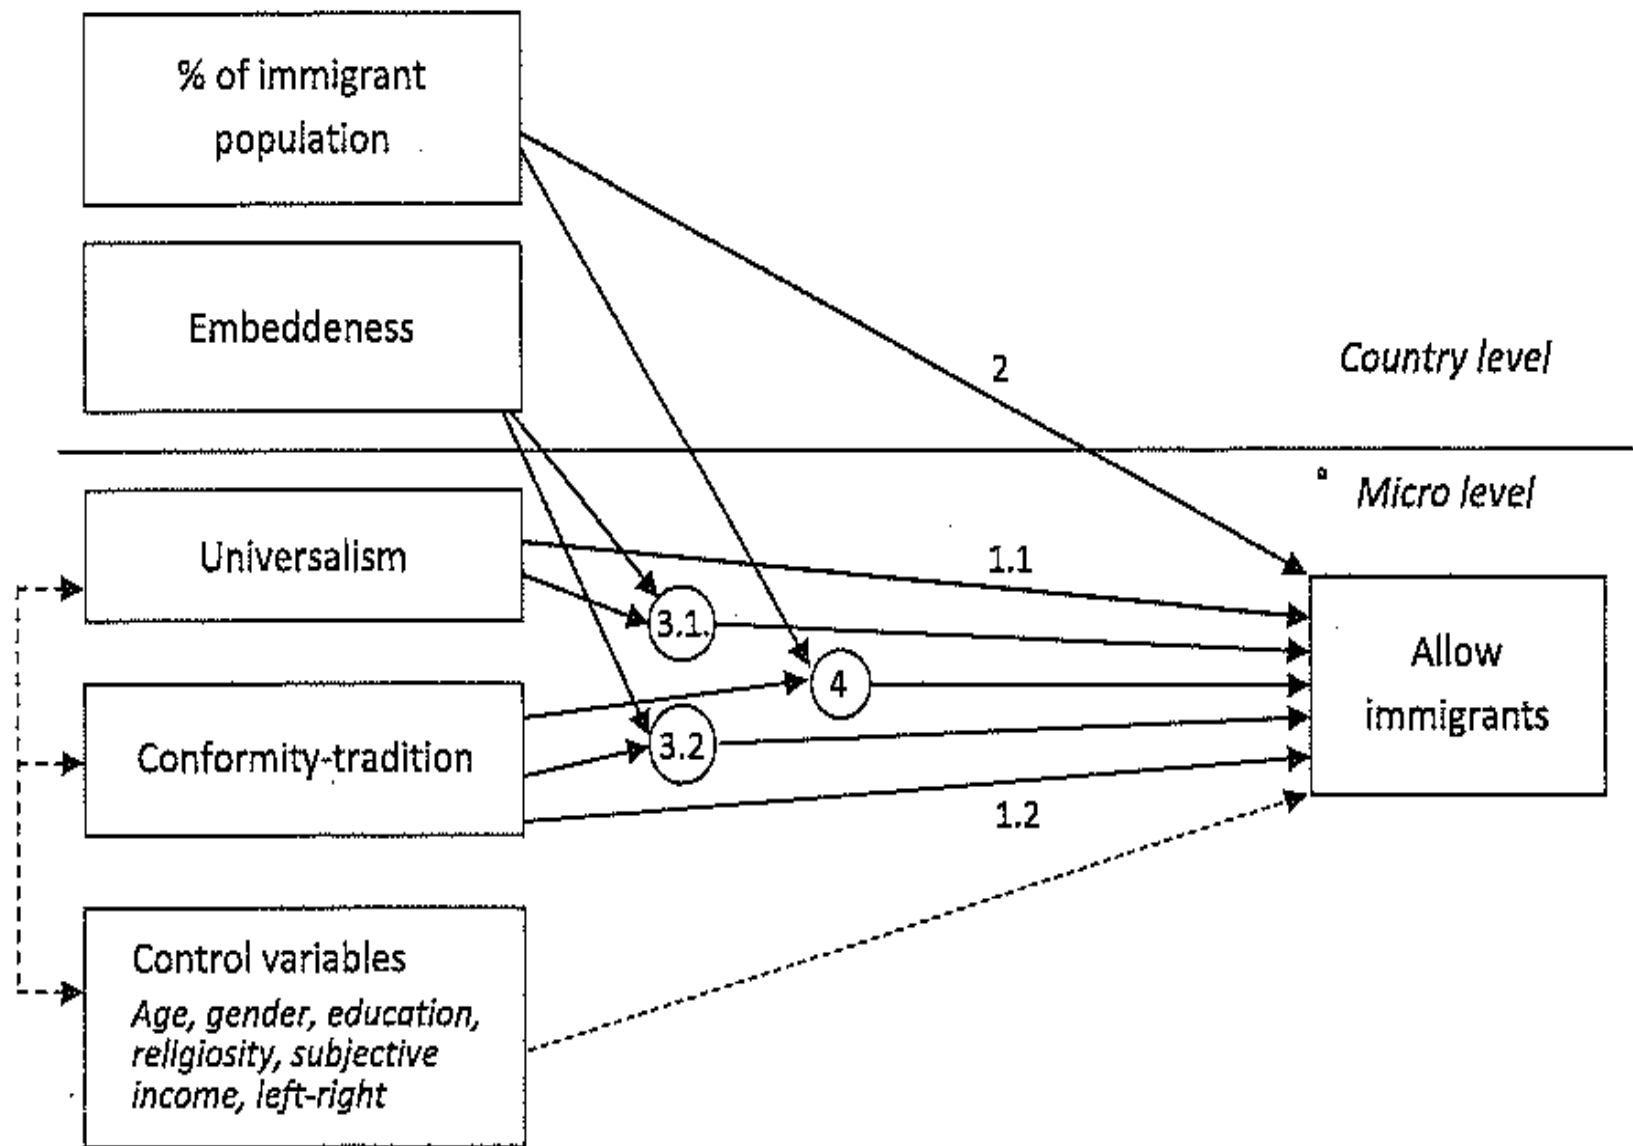 % of immigrant
population
Embeddeness
2
Country level
Micro level
Universalism
1.1
3.1.
Allow
immigrants
4
Conformity-tradition
3.2
1.2
Control variables
Age, gender, education,
religiosity, subjective
income, left-right